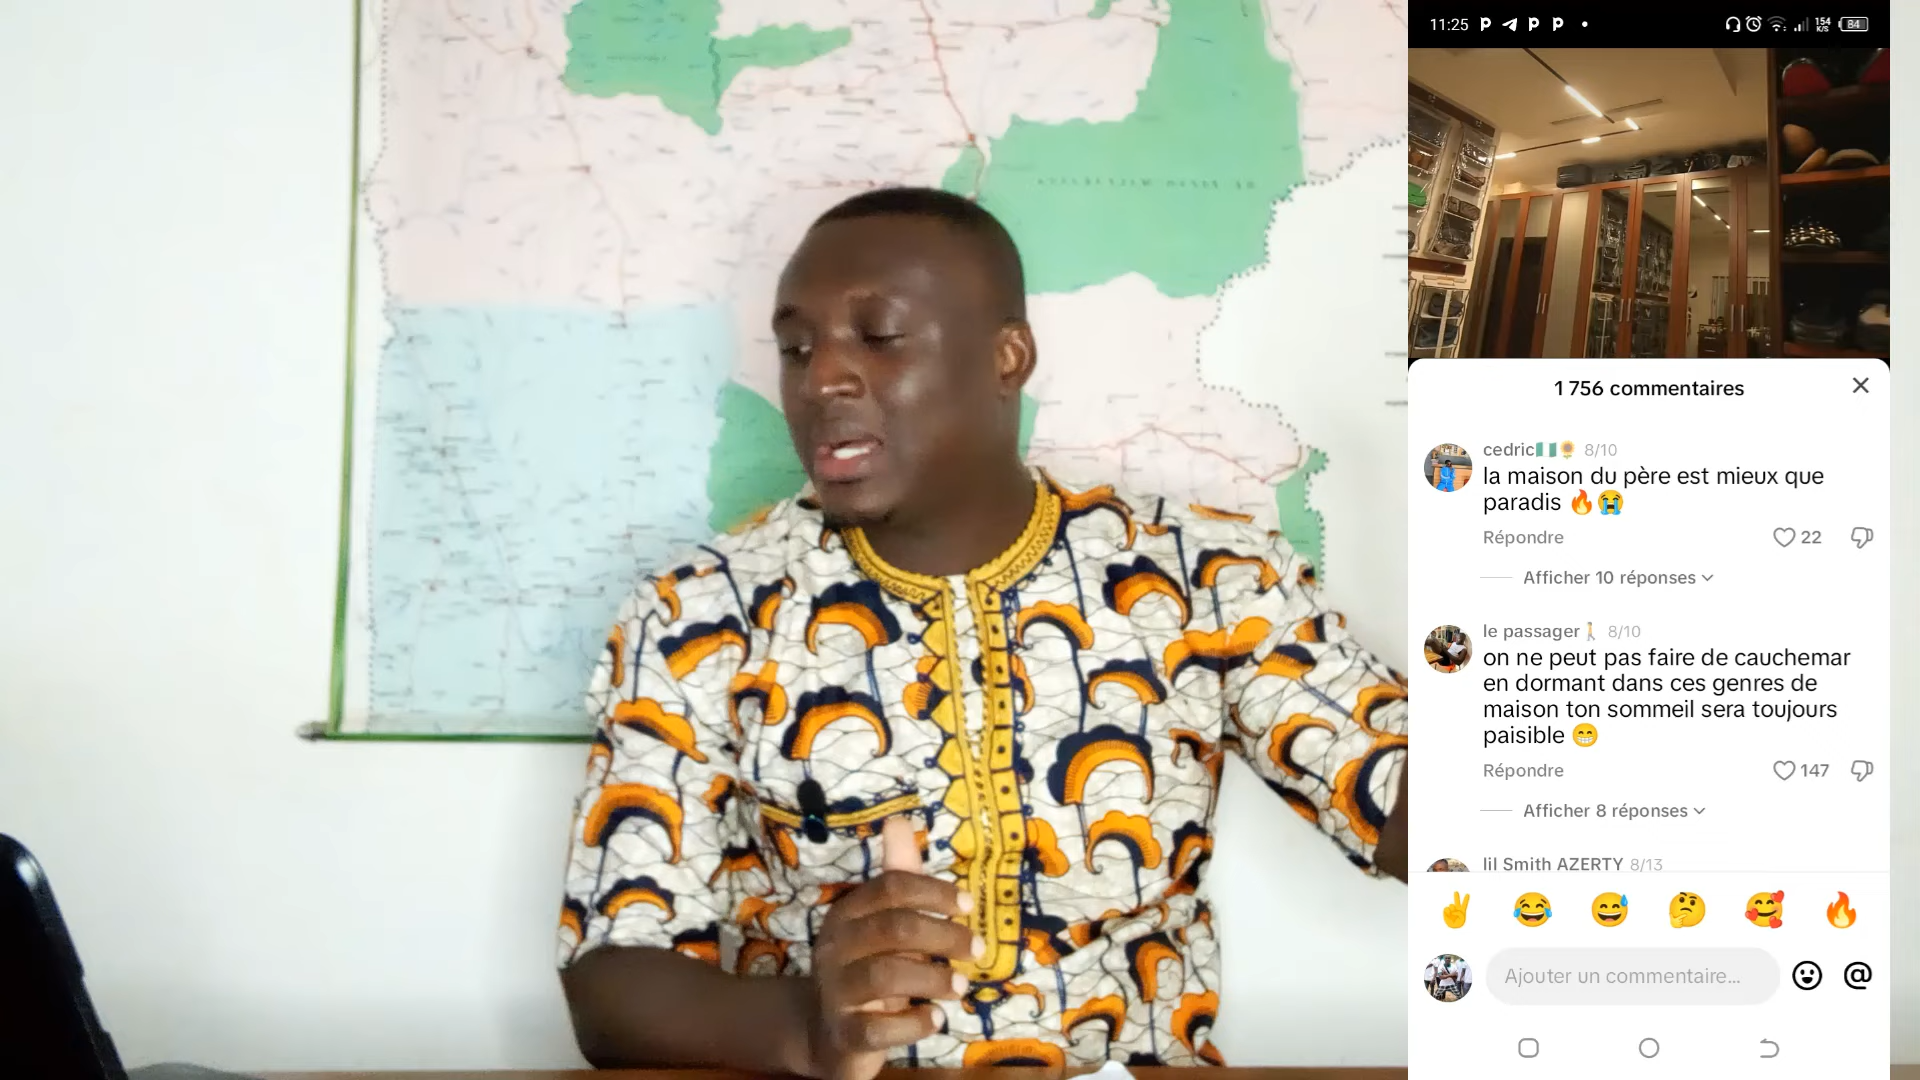 11:25
154
K/S
84
1 756 commentaires
cedric 8/10
la maison du père est mieux que
paradis 🔥😭
Répondre
22
Afficher 10 réponses
le passager 8/10
on ne peut pas faire de cauchemar
en dormant dans ces genres de
maison ton sommeil sera toujours
paisible 😁
Répondre
147
Afficher 8 réponses
lil Smith AZERTY 8/13
Ajouter un commentaire...